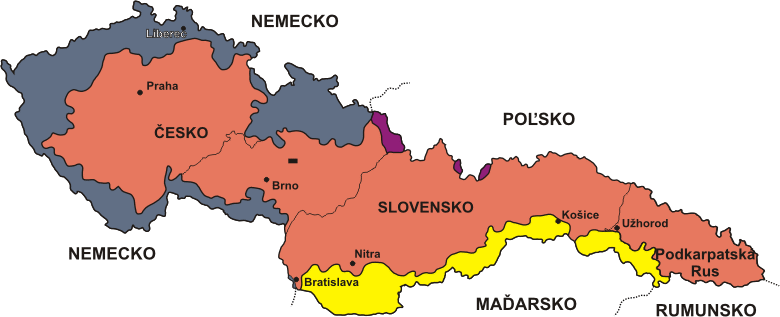 NEMECKO
Liberec
Praha
POĽSKO
ČESKO
Brno
SLOVENSKO
Košice
Užhorod
NEMECKO
Nitra
Podkarpatská
Rus
Bratislava
MAĎARSKO
RUMUNSKO